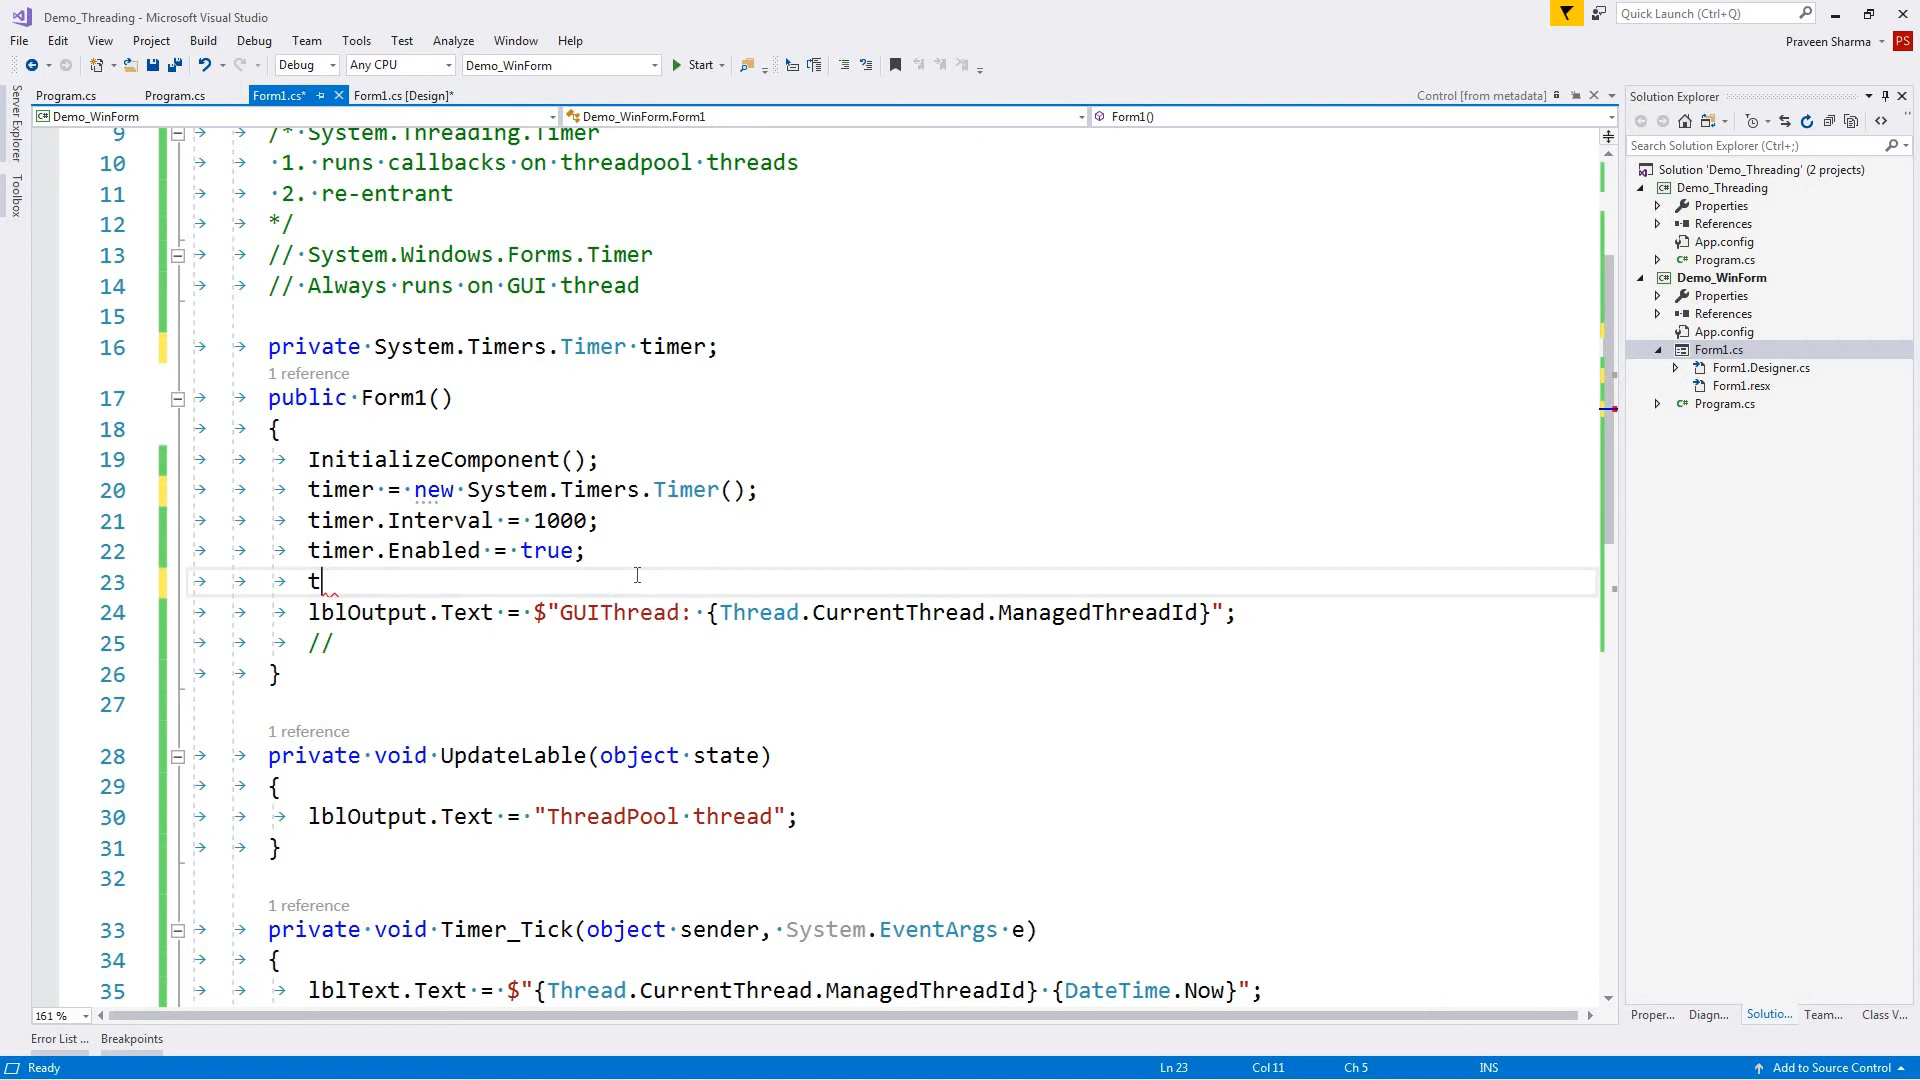 Demo_Threading - Microsoft Visual Studio
Quick Launch (Ctrl+Q)
File Edit View Project Build Debug Team Tools Test Analyze Window Help
Praveen Sharma PS
Debug Any CPU Demo_WinForm Start
Server Explorer
Toolbox
Program.cs Program.cs Form1.cs* Form1.cs [Design]* Control [from metadata]
Demo_WinForm Demo_WinForm.Form1 Form1()
9 /* System.Threading.Timer
10 1. runs callbacks on threadpool threads
11 2. re-entrant
12 */
13 // System.Windows.Forms.Timer
14 // Always runs on GUI thread
15
16 private System.Timers.Timer timer;
1 reference
17 public Form1()
18 {
19 InitializeComponent();
20 timer = new System.Timers.Timer();
21 timer.Interval = 1000;
22 timer.Enabled = true;
23 t
24 lblOutput.Text = $"GUIThread: {Thread.CurrentThread.ManagedThreadId}";
25 //
26 }
27
1 reference
28 private void UpdateLable(object state)
29 {
30 lblOutput.Text = "ThreadPool thread";
31 }
32
1 reference
33 private void Timer_Tick(object sender, System.EventArgs e)
34 {
35 lblText.Text = $"{Thread.CurrentThread.ManagedThreadId} {DateTime.Now}";
161 %
Error List ... Breakpoints
Ready Ln 23 Col 11 Ch 5 INS Add to Source Control
Solution Explorer
Search Solution Explorer (Ctrl+;)
Solution 'Demo_Threading' (2 projects)
C# Demo_Threading
Properties
References
App.config
C# Program.cs
C# Demo_WinForm
Properties
References
App.config
Form1.cs
Form1.Designer.cs
Form1.resx
C# Program.cs
Proper... Diagn... Solutio... Team... Class V...